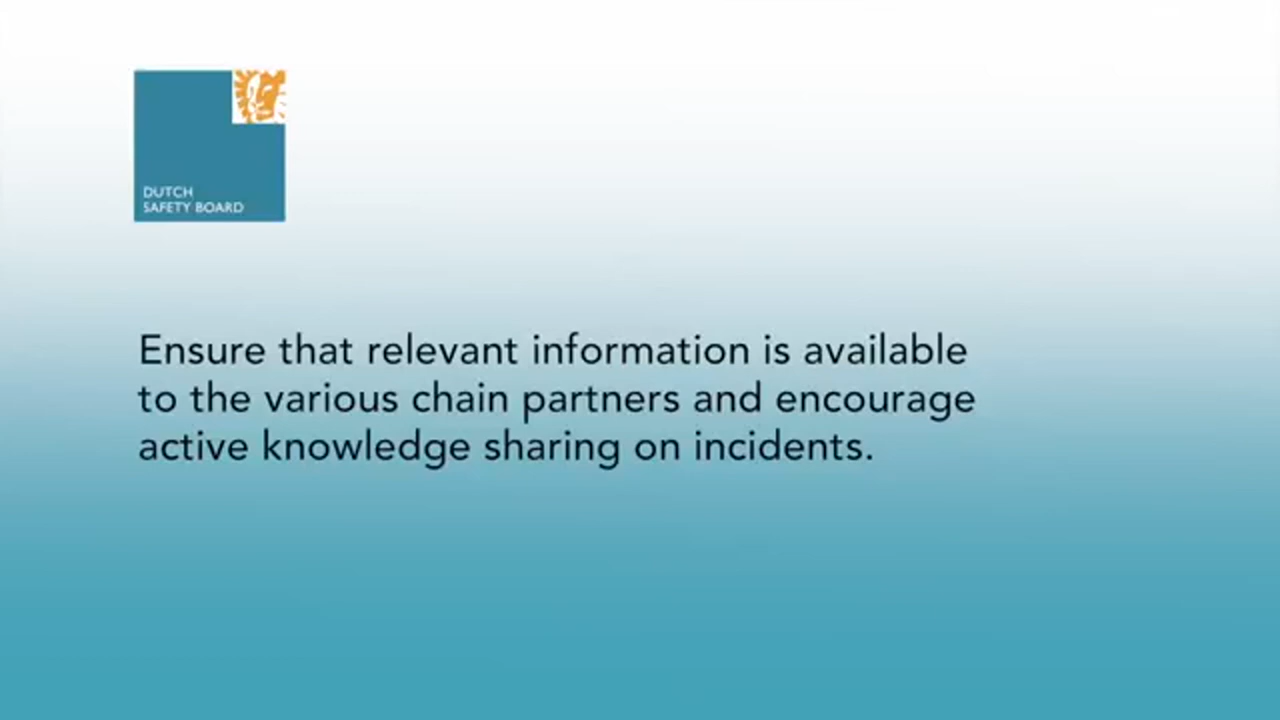 DUTCH
SAFETY BOARD
Ensure that relevant information is available
to the various chain partners and encourage
active knowledge sharing on incidents.